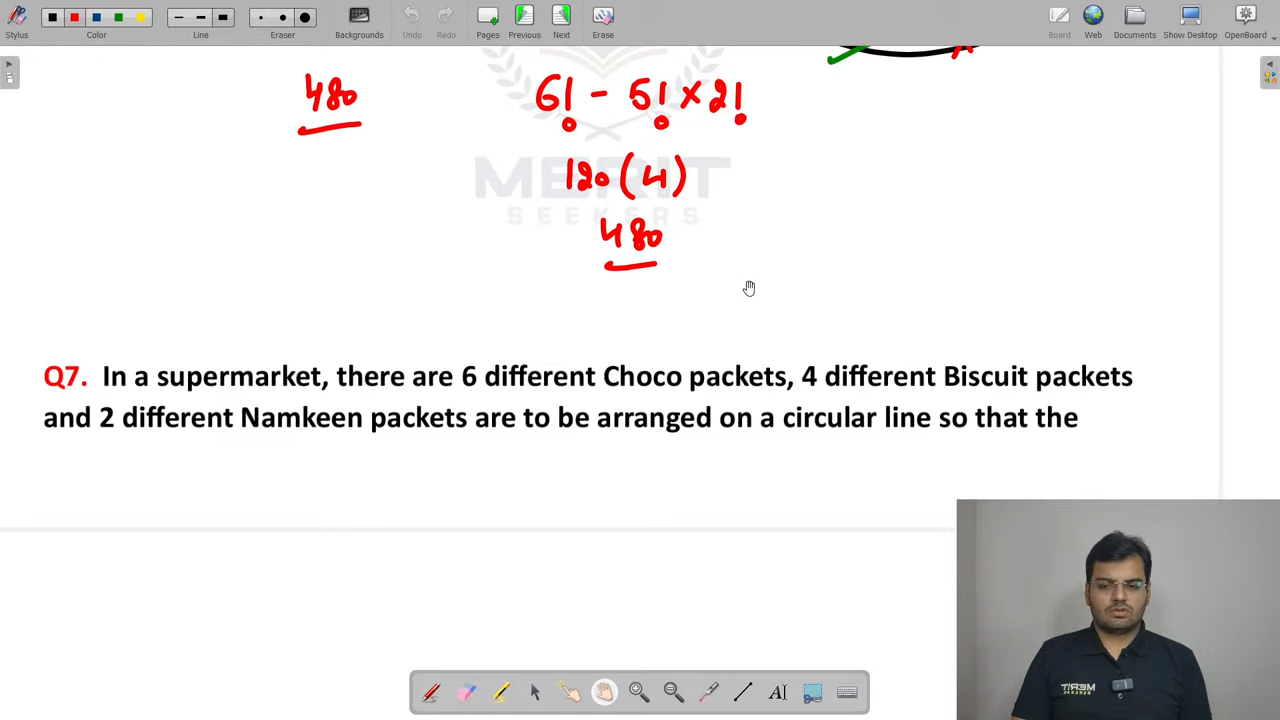 Stylus
Color
Line
Eraser
Backgrounds
Undo
Redo
Pages
Previous
Next
Erase
Board
Web
Documents
Show Desktop
OpenBoard
480
6! - 5! × 2!
120 (4)
480
MERIT
SEEKERS
Q7. In a supermarket, there are 6 different Choco packets, 4 different Biscuit packets
and 2 different Namkeen packets are to be arranged on a circular line so that the